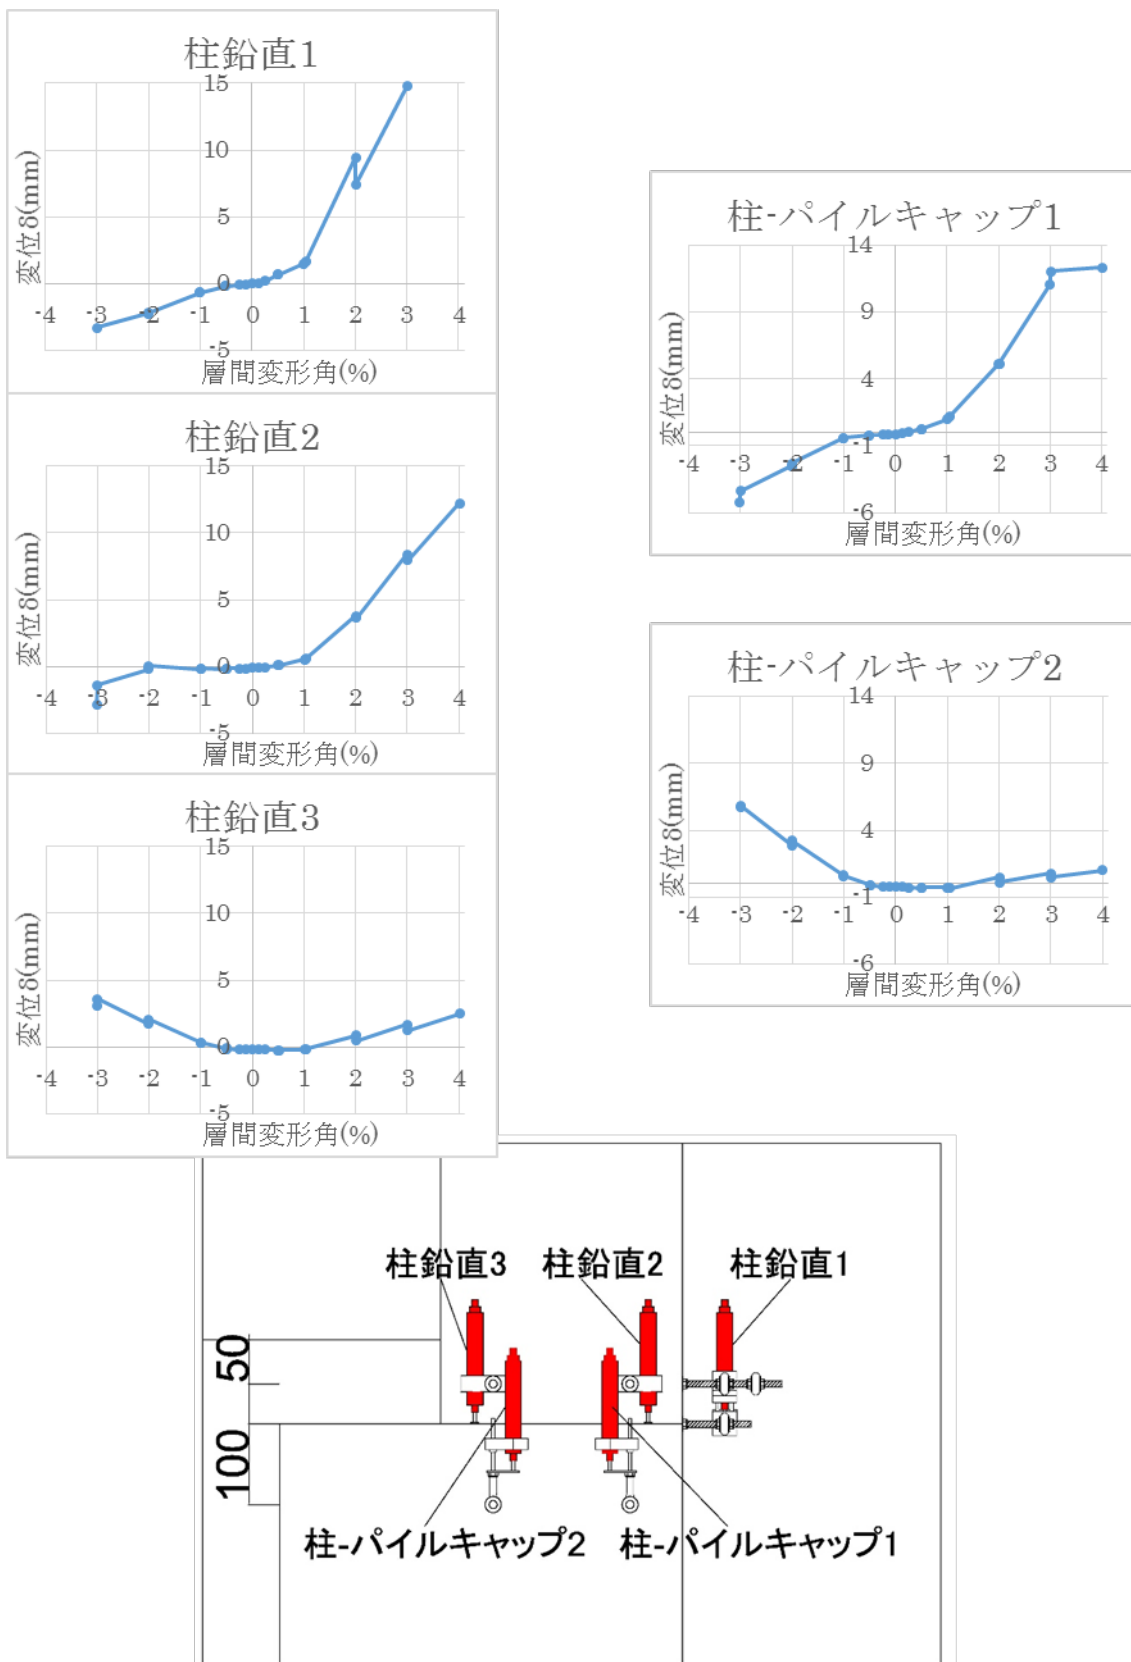 柱鉛直1
15
10
5
0
-5
-4 -3 -2 -1 0 1 2 3 4
変位δ(mm)
層間変形角(%)
柱鉛直2
15
10
5
0
-5
-4 -3 -2 -1 0 1 2 3 4
変位δ(mm)
層間変形角(%)
柱鉛直3
15
10
5
0
-5
-4 -3 -2 -1 0 1 2 3 4
変位δ(mm)
層間変形角(%)
柱-パイルキャップ1
14
9
4
-1
-6
-4 -3 -2 -1 0 1 2 3 4
変位δ(mm)
層間変形角(%)
柱-パイルキャップ2
14
9
4
-1
-6
-4 -3 -2 -1 0 1 2 3 4
変位δ(mm)
層間変形角(%)
柱鉛直3 柱鉛直2 柱鉛直1
50
100
柱-パイルキャップ2 柱-パイルキャップ1